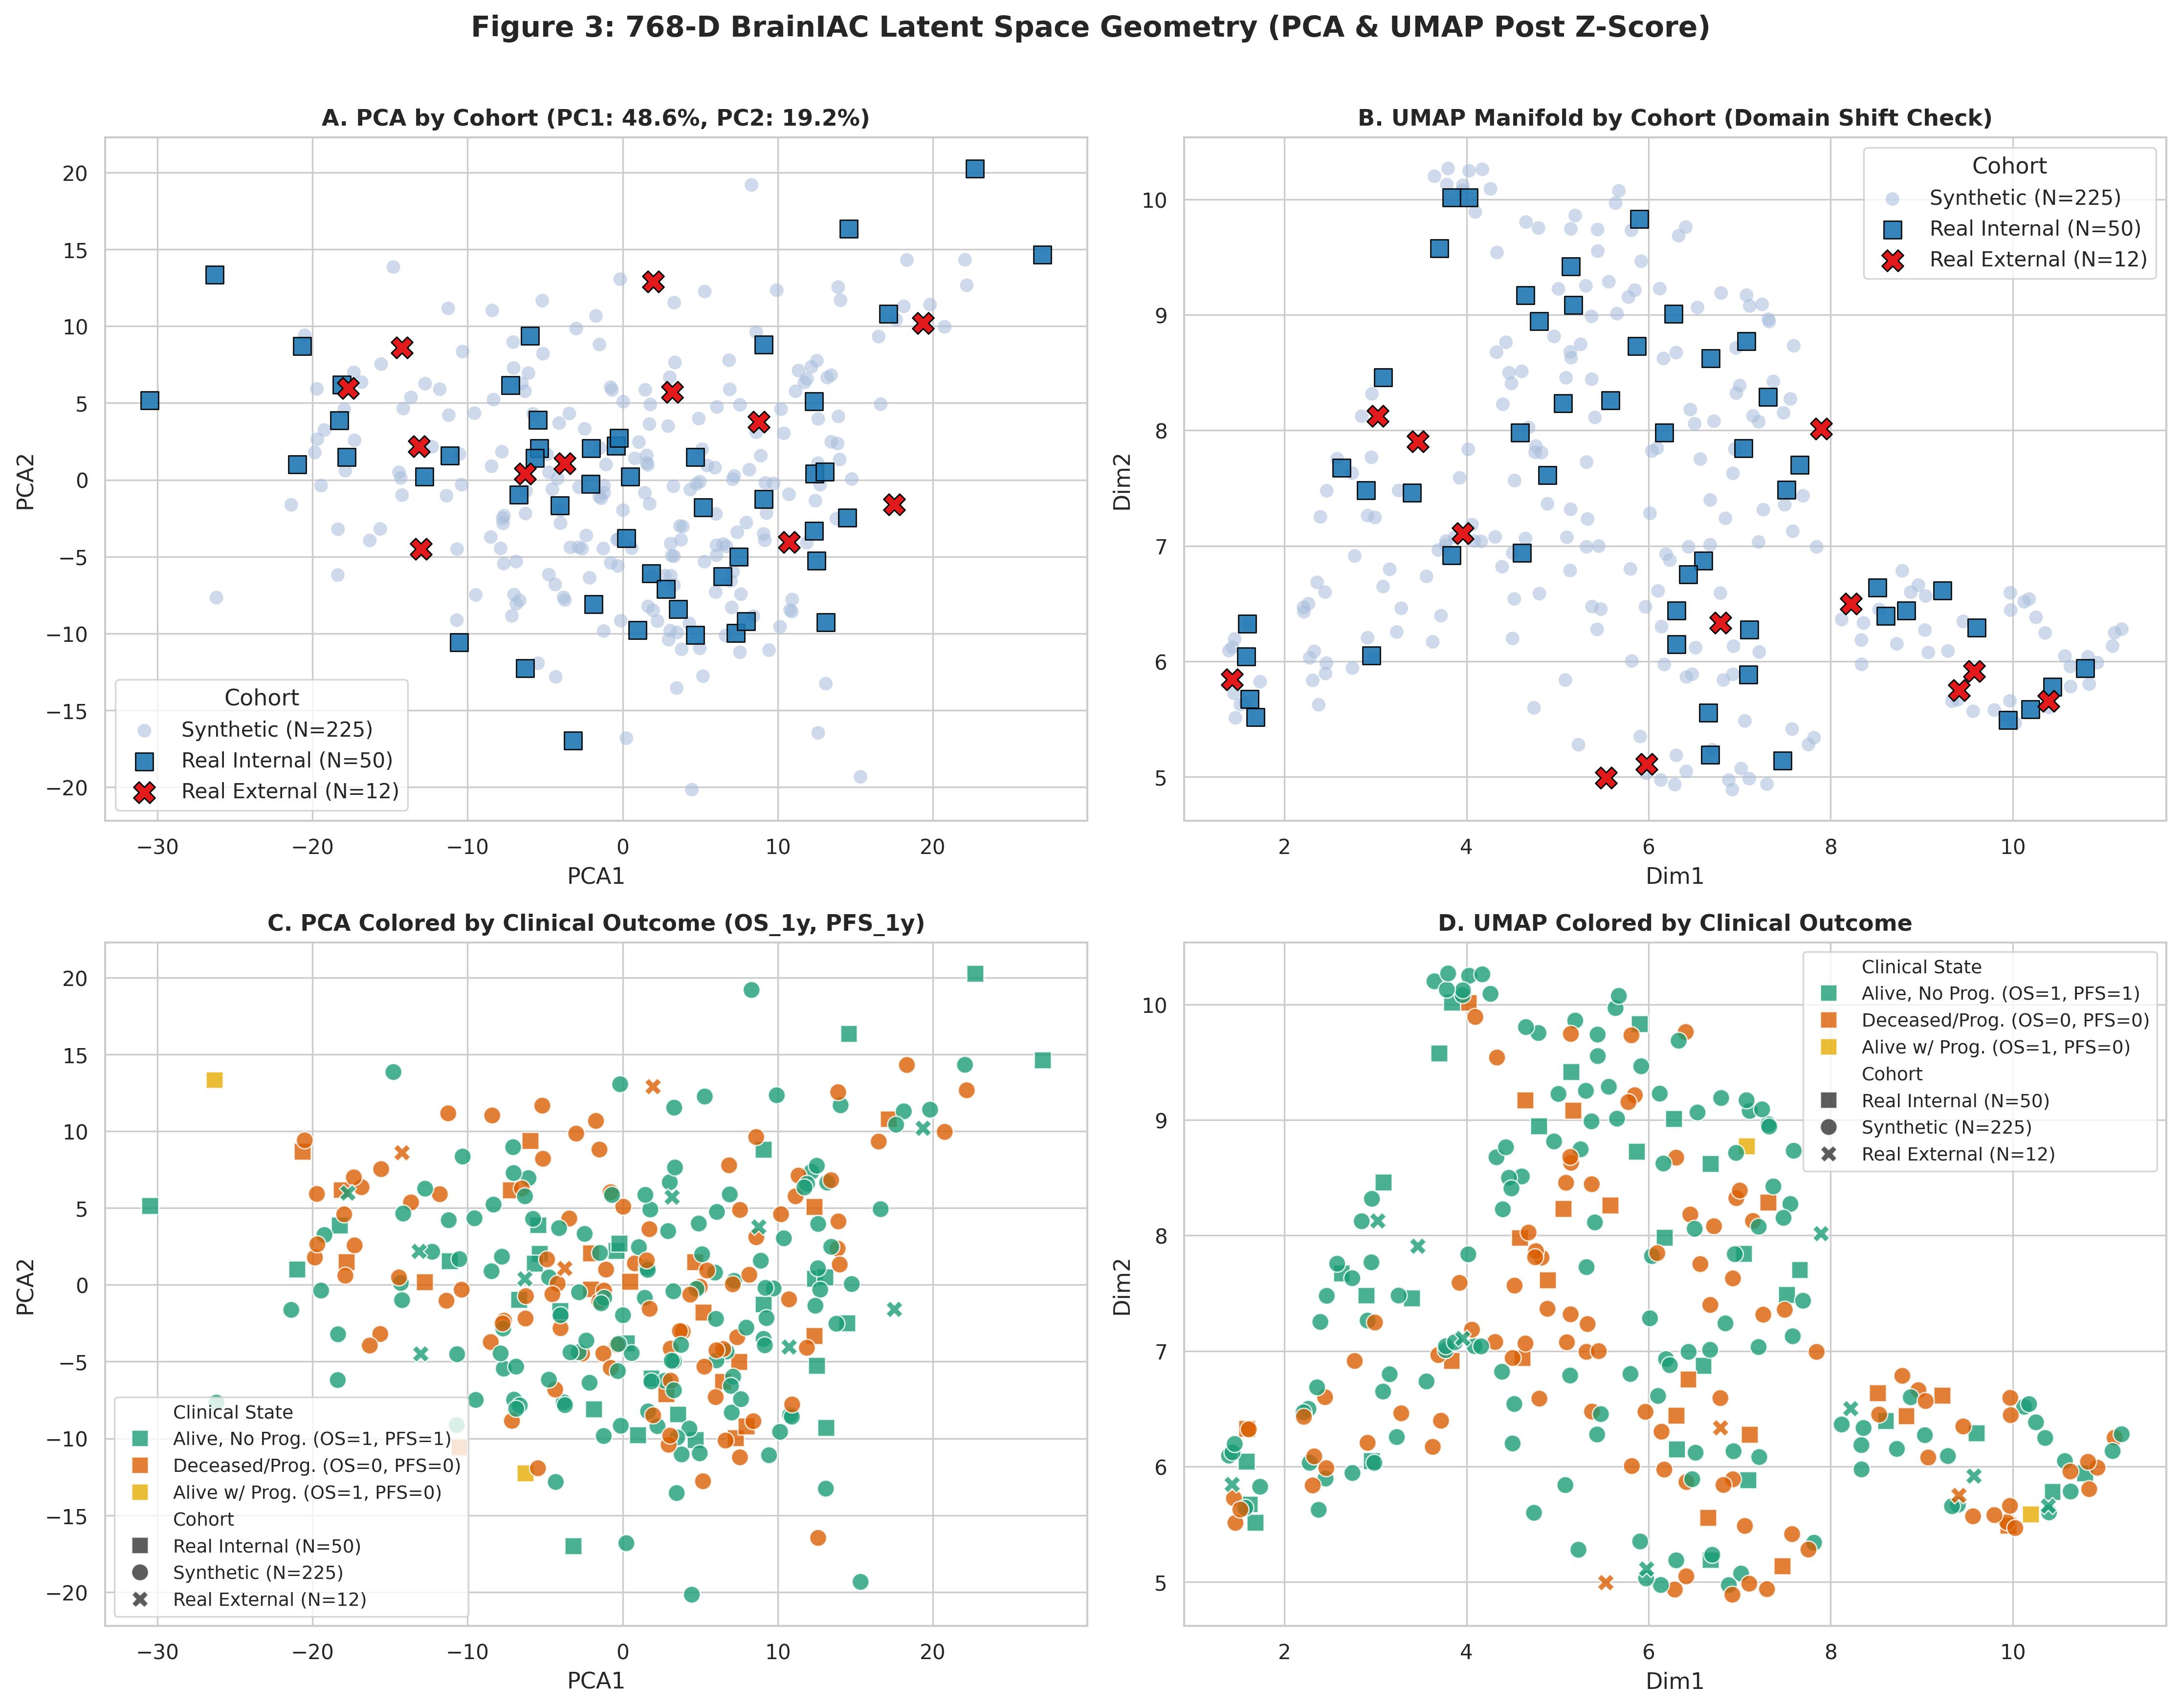 Figure 3: 768-D BrainIAC Latent Space Geometry (PCA & UMAP Post Z-Score)
A. PCA by Cohort (PC1: 48.6%, PC2: 19.2%)
20
15
10
5
0
−5
−10
−15
−20
PCA2
Cohort
Synthetic (N=225)
Real Internal (N=50)
Real External (N=12)
−30
−20
−10
0
10
20
PCA1
B. UMAP Manifold by Cohort (Domain Shift Check)
Cohort
Synthetic (N=225)
Real Internal (N=50)
Real External (N=12)
10
9
8
7
6
5
Dim2
2
4
6
8
10
Dim1
C. PCA Colored by Clinical Outcome (OS_1y, PFS_1y)
20
15
10
5
0
−5
−10
−15
−20
PCA2
Clinical State
Alive, No Prog. (OS=1, PFS=1)
Deceased/Prog. (OS=0, PFS=0)
Alive w/ Prog. (OS=1, PFS=0)
Cohort
Real Internal (N=50)
Synthetic (N=225)
Real External (N=12)
−30
−20
−10
0
10
20
PCA1
D. UMAP Colored by Clinical Outcome
Clinical State
Alive, No Prog. (OS=1, PFS=1)
Deceased/Prog. (OS=0, PFS=0)
Alive w/ Prog. (OS=1, PFS=0)
Cohort
Real Internal (N=50)
Synthetic (N=225)
Real External (N=12)
10
9
8
7
6
5
Dim2
2
4
6
8
10
Dim1